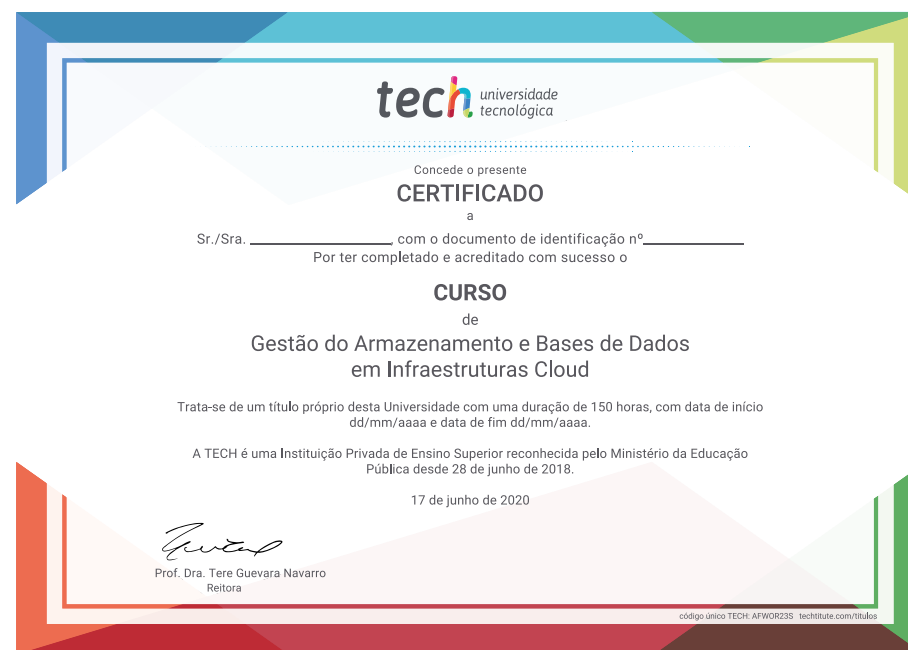 tech universidade
tecnológica
Concede o presente
CERTIFICADO
a
Sr./Sra. ____________________, com o documento de identificação nº______________
Por ter completado e acreditado com sucesso o
CURSO
de
Gestão do Armazenamento e Bases de Dados
em Infraestruturas Cloud
Trata-se de um título próprio desta Universidade com uma duração de 150 horas, com data de início
dd/mm/aaaa e data de fim dd/mm/aaaa.
A TECH é uma Instituição Privada de Ensino Superior reconhecida pelo Ministério da Educação
Pública desde 28 de junho de 2018.
17 de junho de 2020
Prof. Dra. Tere Guevara Navarro
Reitora
código único TECH: AFWOR23S techtitute.com/titulos